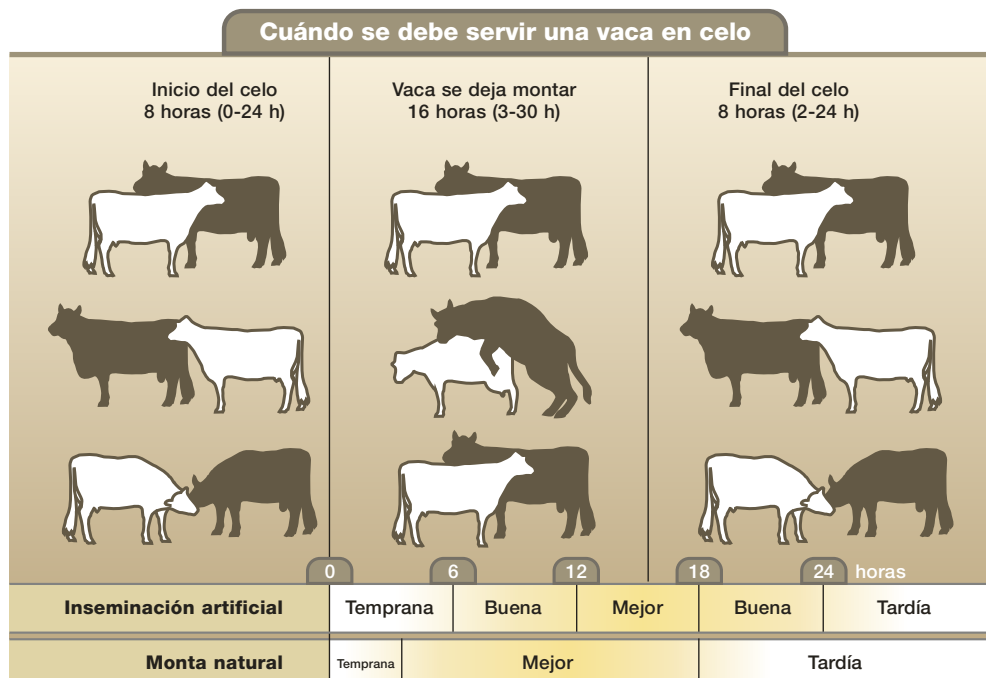 Cuándo se debe servir una vaca en celo
Inicio del celo
8 horas (0-24 h)
Vaca se deja montar
16 horas (3-30 h)
Final del celo
8 horas (2-24 h)
0 6 12 18 24 horas
Inseminación artificial Temprana Buena Mejor Buena Tardía
Monta natural Temprana Mejor Tardía